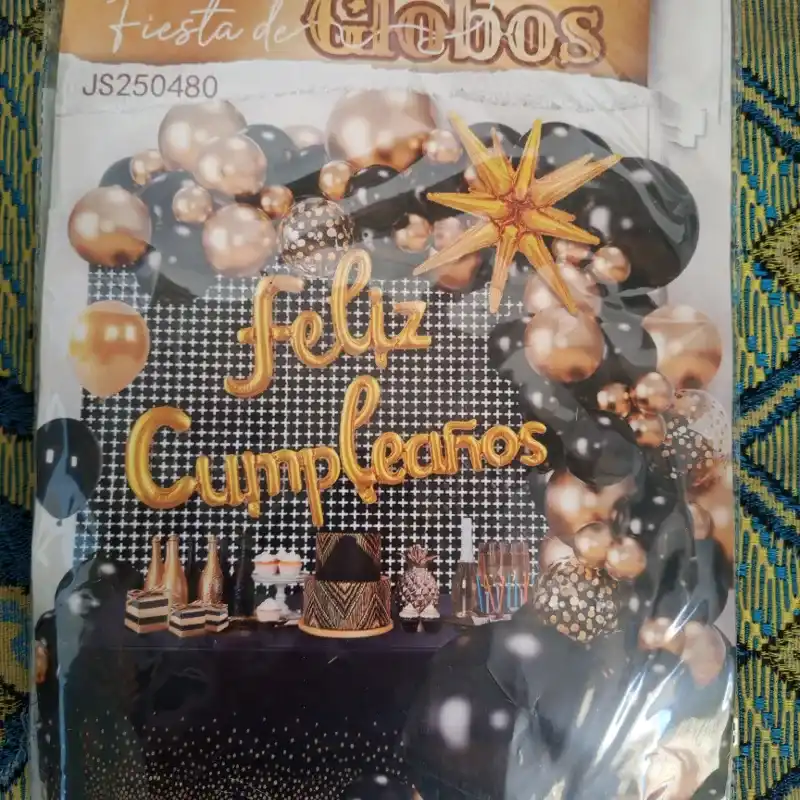 Fiesta de Globos
JS250480
Feliz
Cumpleaños